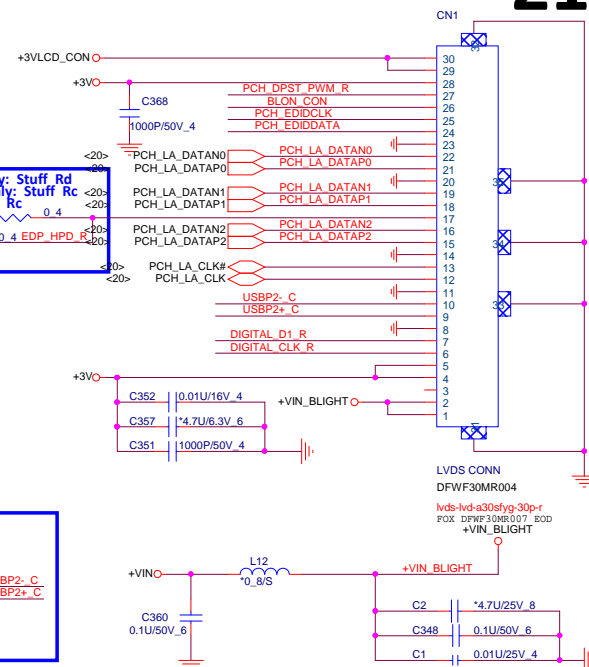 CN1
32
+3VLCD_CON
30
29
+3V
28
PCH_DPST_PWM_R
27
C368
BLON_CON
26
PCH_EDIDCLK
25
1000P/50V_4
PCH_EDIDDATA
24
23
<20>
PCH_LA_DATAN0
PCH_LA_DATAN0
22
<20>
PCH_LA_DATAP0
PCH_LA_DATAP0
21
y: Stuff Rd
20
ly: Stuff Rc
<20>
PCH_LA_DATAN1
PCH_LA_DATAN1
19
Rc
<20>
PCH_LA_DATAP1
PCH_LA_DATAP1
18
0_4
17
<20>
PCH_LA_DATAN2
PCH_LA_DATAN2
16
0_4 EDP_HPD_R
<20>
PCH_LA_DATAP2
PCH_LA_DATAP2
15
34
14
<20>
PCH_LA_CLK#
13
<20>
PCH_LA_CLK
12
11
USBP2-_C
10
33
USBP2+_C
9
8
DIGITAL_D1_R
7
DIGITAL_CLK_R
6
5
+3V
4
C352
0.01U/16V_4
3
+VIN_BLIGHT
2
C357
*4.7U/6.3V_6
1
31
C351
1000P/50V_4
LVDS CONN
DFWF30MR004
lvds-lvd-a30sfyg-30p-r
FOX DFWF30MR007 EOD
+VIN_BLIGHT
L12
+VIN
+VIN_BLIGHT
BP2-_C
*0_8/S
BP2+_C
C2
*4.7U/25V_8
C360
0.1U/50V_6
C348
0.1U/50V_6
C1
0.01U/25V_4